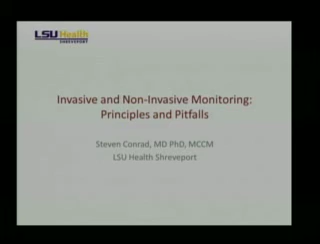 LSU Health
SHREVEPORT
Invasive and Non-Invasive Monitoring:
Principles and Pitfalls
Steven Conrad, MD PhD, MCCM
LSU Health Shreveport